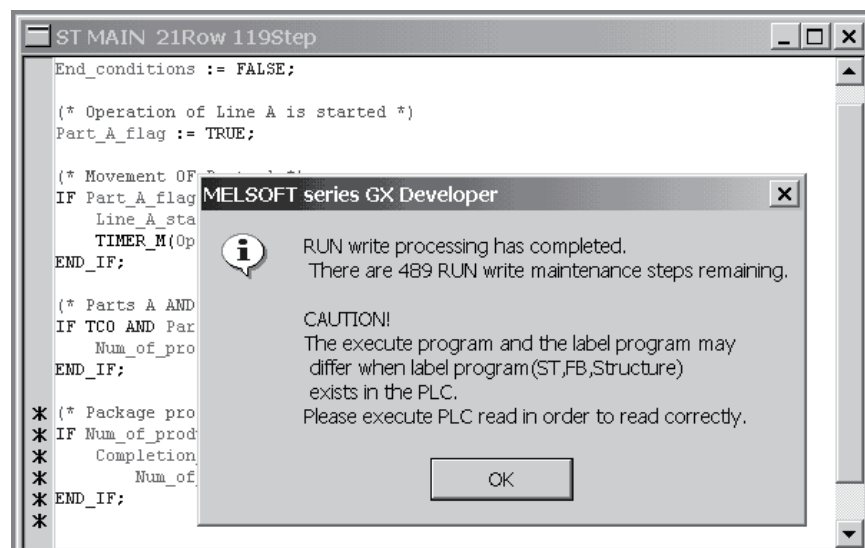 ST MAIN 21Row 119Step
End_conditions := FALSE;
(* Operation of Line A is started *)
Part_A_flag := TRUE;
(* Movement OF
IF Part_A_flag
Line_A_sta
TIMER_M(Op
END_IF;
(* Parts A AND
IF TCO AND Par
Num_of_pro
END_IF;
* (* Package pro
* IF Num_of_prod
* Completion_
* Num_of_
* END_IF;
*
MELSOFT series GX Developer
RUN write processing has completed.
There are 489 RUN write maintenance steps remaining.
CAUTION!
The execute program and the label program may
differ when label program(ST,FB,Structure)
exists in the PLC.
Please execute PLC read in order to read correctly.
OK